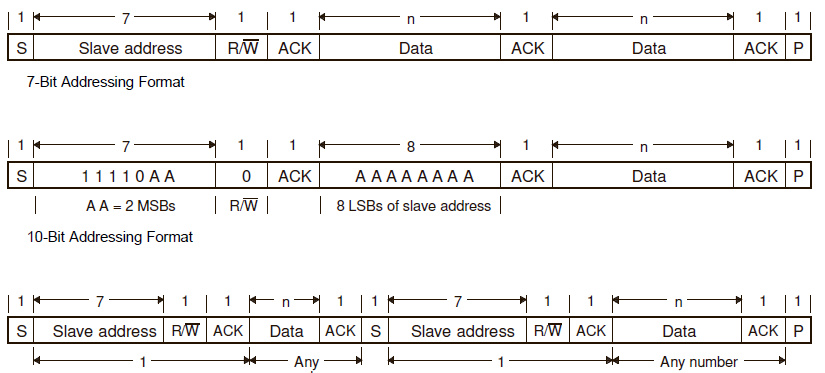 1 7 1 1 n 1 n 1 1
S Slave address R/W̅ ACK Data ACK Data ACK P
7-Bit Addressing Format
1 7 1 1 8 1 n 1 1
S 1 1 1 1 0 A A 0 ACK A A A A A A A A ACK Data ACK P
A A = 2 MSBs R/W̅ 8 LSBs of slave address
10-Bit Addressing Format
1 7 1 1 n 1 1 7 1 1 n 1 1
S Slave address R/W̅ ACK Data ACK S Slave address R/W̅ ACK Data ACK P
1 Any 1 Any number